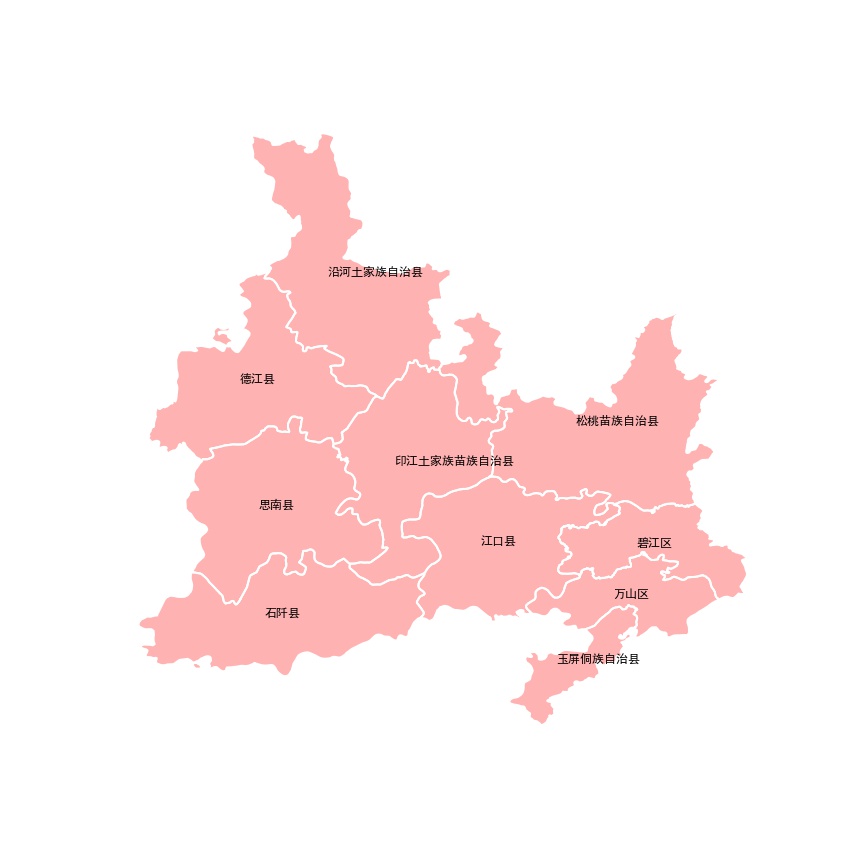 沿河土家族自治县
德江县
松桃苗族自治县
印江土家族苗族自治县
思南县
江口县
碧江区
万山区
石阡县
玉屏侗族自治县